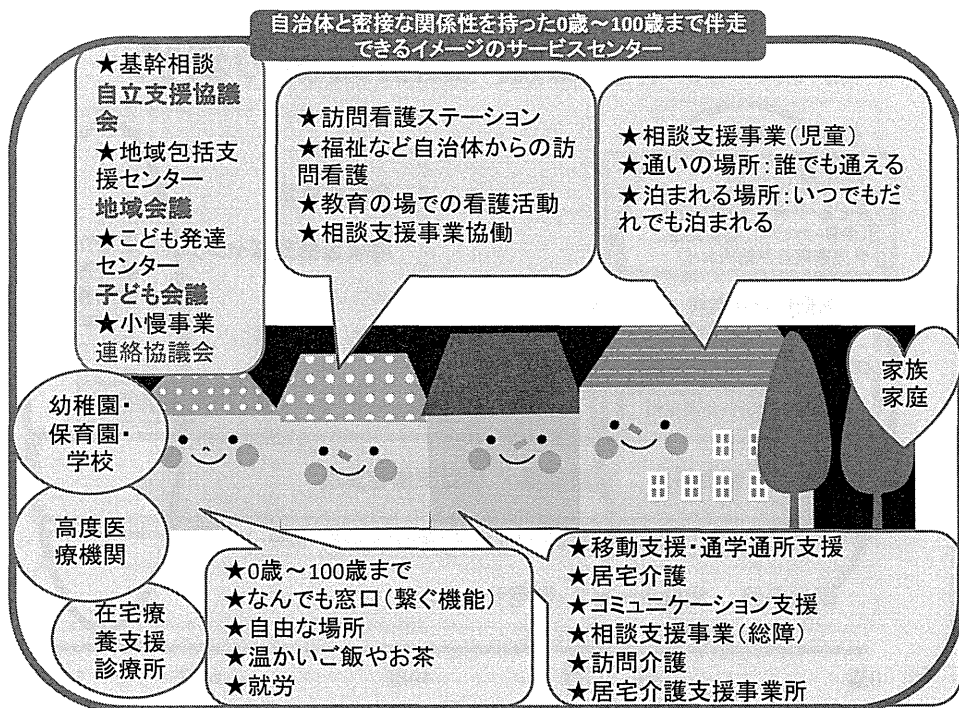 自治体と密接な関係性を持った0歳～100歳まで伴走
できるイメージのサービスセンター
★基幹相談
自立支援協議
会
★地域包括支
援センター
地域会議
★こども発達
センター
子ども会議
★小慢事業
連絡協議会
★訪問看護ステーション
★福祉など自治体からの訪
問看護
★教育の場での看護活動
★相談支援事業協働
★相談支援事業(児童)
★通いの場所:誰でも通える
★泊まれる場所:いつでもだ
れでも泊まれる
家族
家庭
幼稚園・
保育園・
学校
高度医
療機関
在宅療
養支援
診療所
★0歳～100歳まで
★なんでも窓口(繋ぐ機能)
★自由な場所
★温かいご飯やお茶
★就労
★移動支援・通学通所支援
★居宅介護
★コミュニケーション支援
★相談支援事業(総障)
★訪問介護
★居宅介護支援事業所